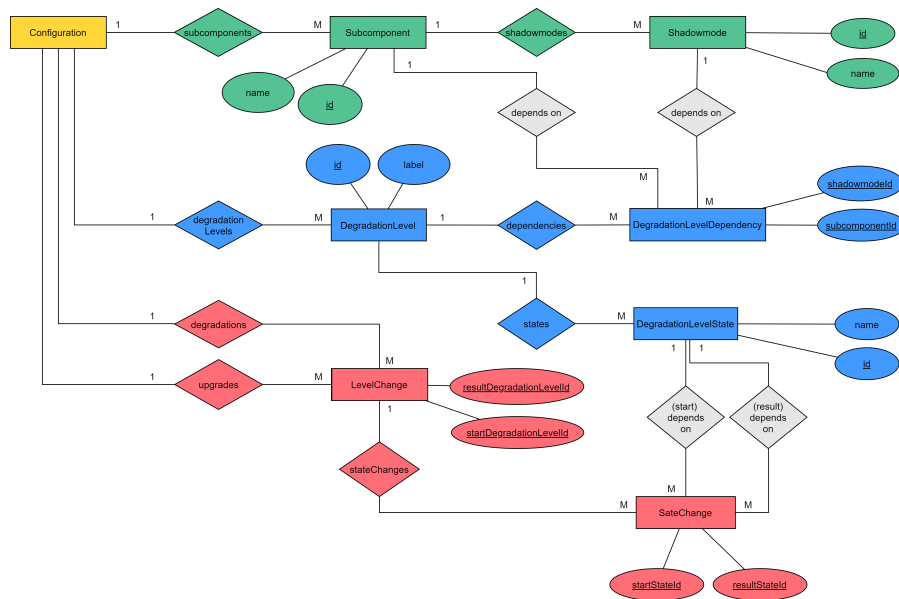 Configuration
1
subcomponents
M
Subcomponent
1
shadowmodes
M
Shadowmode
id
name
name
id
1
depends on
M
1
depends on
M
id
label
shadowmodeId
subcomponentId
1
degradation
Levels
M
DegradationLevel
1
dependencies
M
DegradationLevelDependency
1
states
M
DegradationLevelState
name
id
1
degradations
M
1
upgrades
M
LevelChange
resultDegradationLevelId
startDegradationLevelId
1
stateChanges
M
1
1
(start)
depends
on
(result)
depends
on
M
M
SateChange
startStateId
resultStateId